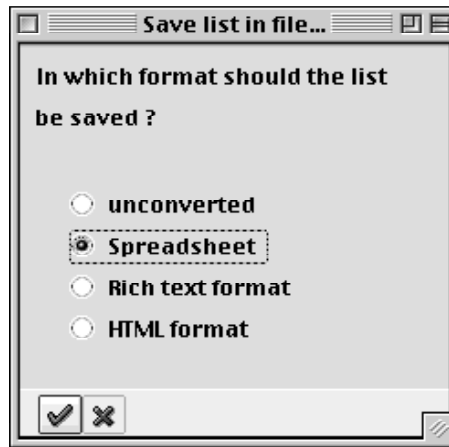 Save list in file...
In which format should the list
be saved ?
unconverted
Spreadsheet
Rich text format
HTML format